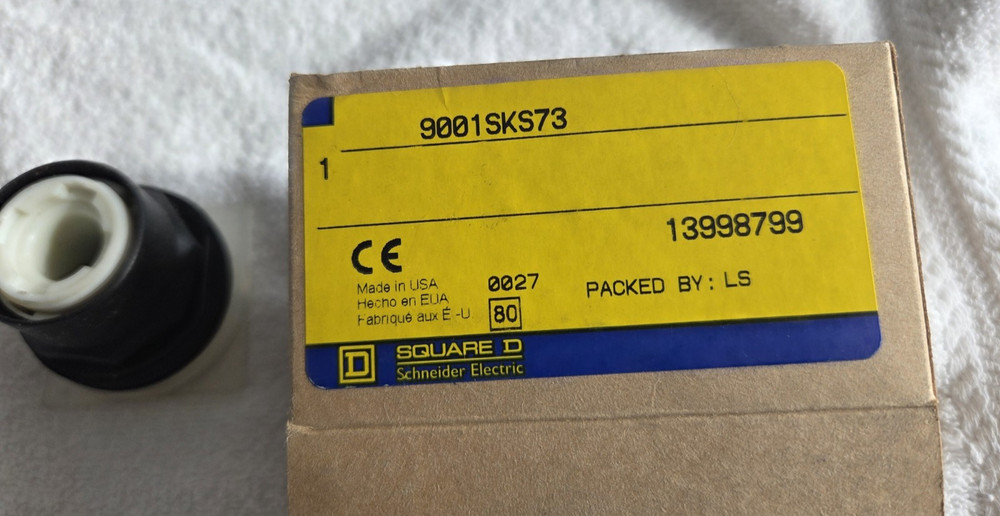 9001SKS73
1
13998799
CE
Made in USA
Hecho en EUA
Fabriqué aux É.-U.
0027
80
PACKED BY: LS
D
SQUARE D
Schneider Electric